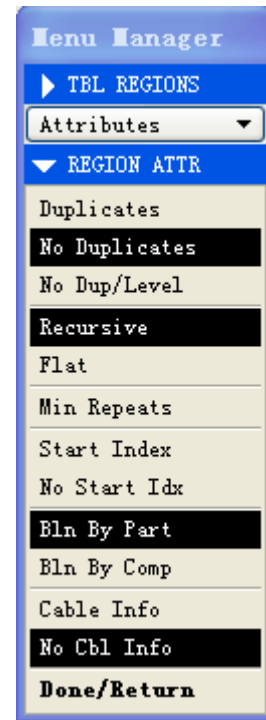 Menu Manager
TBL REGIONS
Attributes
REGION ATTR
Duplicates
No Duplicates
No Dup/Level
Recursive
Flat
Min Repeats
Start Index
No Start Idx
Bln By Part
Bln By Comp
Cable Info
No Cbl Info
Done/Return